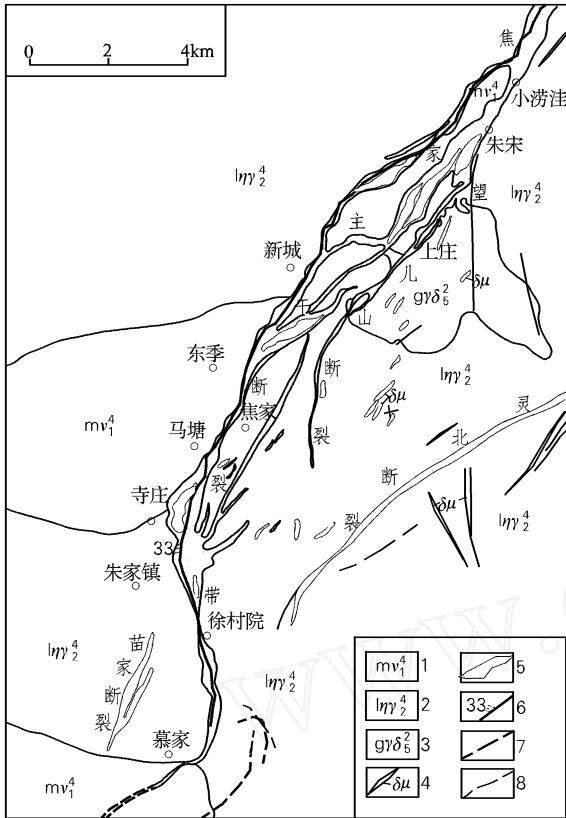 0 2 4km
焦
mν₁⁴
小涝洼
朱宋
家
lηγ₂⁴
望
lηγ₂⁴
主
新城
上庄
儿
δμ
gγδ₅²
干
山
东季
断
断
lηγ₂⁴
δμ
灵
mν₁⁴
马塘
焦家
裂
北
断
裂
δμ
寺庄
lηγ₂⁴
裂
33
朱家镇
带
徐村院
lηγ₂⁴
苗
家
断
裂
lηγ₂⁴
慕家
mν₁⁴
mν₁⁴ 1
lηγ₂⁴ 2
gγδ₅² 3
δμ 4
5
33 6
7
8
www.